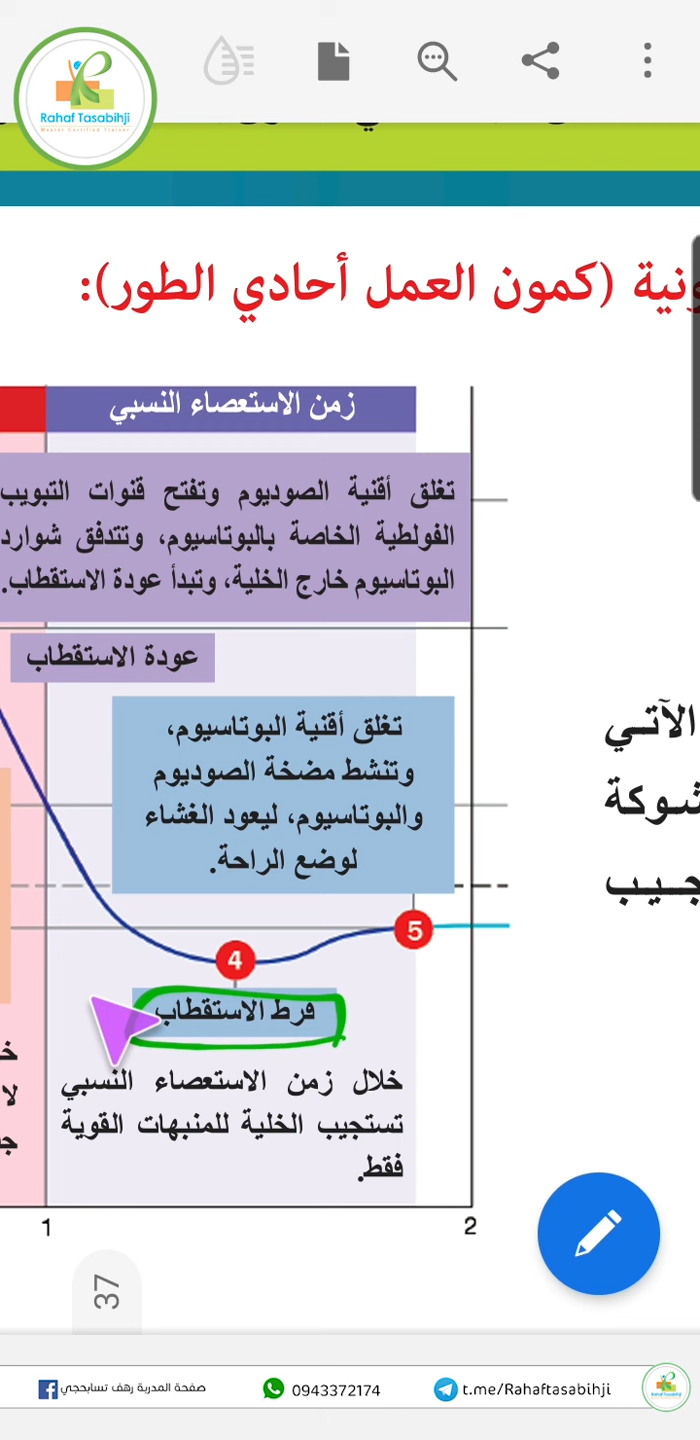 Rahaf Tasabihji
Master Certified Trainer
ونية (كمون العمل أحادي الطور):
زمن الاستعصاء النسبي
تغلق أقنية الصوديوم وتفتح قنوات التبويب
الفولطية الخاصة بالبوتاسيوم، وتتدفق شوارد
البوتاسيوم خارج الخلية، وتبدأ عودة الاستقطاب.
عودة الاستقطاب
تغلق أقنية البوتاسيوم،
وتنشط مضخة الصوديوم
والبوتاسيوم، ليعود الغشاء
لوضع الراحة.
الآتي
شوكة
جيب
5
4
فرط الاستقطاب
خلال زمن الاستعصاء النسبي
تستجيب الخلية للمنبهات القوية
فقط.
1
2
37
صفحة المدربة رهف تسابحجي
0943372174
t.me/Rahaftasabihji